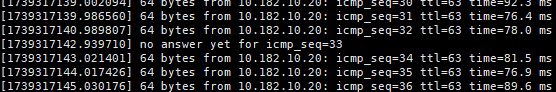 [1739317139.002094] 64 bytes from 10.182.10.20: icmp_seq=30 ttl=63 time=92.3 ms
[1739317139.986560] 64 bytes from 10.182.10.20: icmp_seq=31 ttl=63 time=76.4 ms
[1739317140.989807] 64 bytes from 10.182.10.20: icmp_seq=32 ttl=63 time=78.0 ms
[1739317142.939710] no answer yet for icmp_seq=33
[1739317143.021401] 64 bytes from 10.182.10.20: icmp_seq=34 ttl=63 time=81.5 ms
[1739317144.017426] 64 bytes from 10.182.10.20: icmp_seq=35 ttl=63 time=76.9 ms
[1739317145.030176] 64 bytes from 10.182.10.20: icmp_seq=36 ttl=63 time=89.6 ms